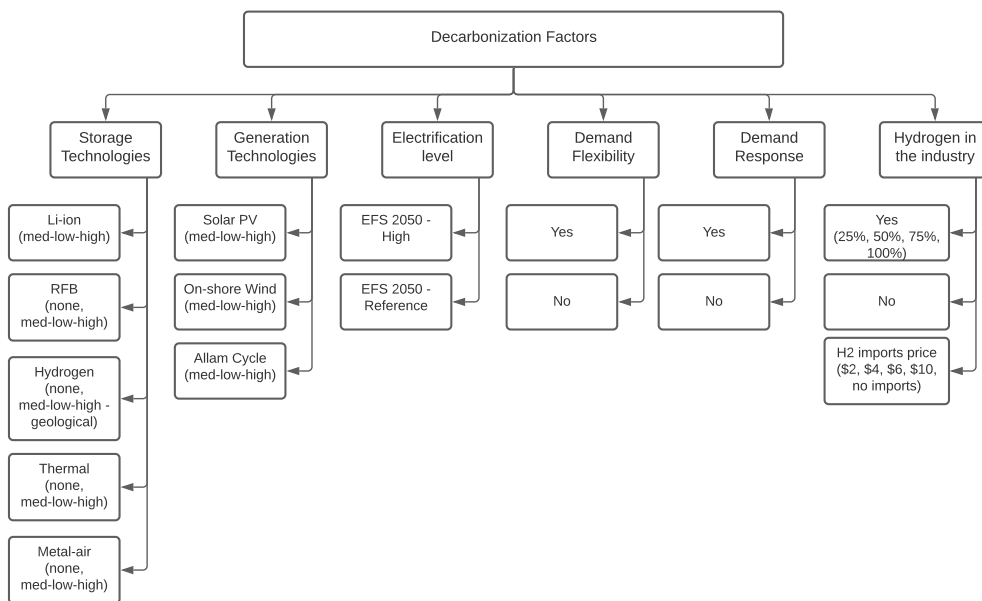 Decarbonization Factors
Storage
Technologies
Generation
Technologies
Electrification
level
Demand
Flexibility
Demand
Response
Hydrogen in
the industry
Li-ion
(med-low-high)
RFB
(none,
med-low-high)
Hydrogen
(none,
med-low-high -
geological)
Thermal
(none,
med-low-high)
Metal-air
(none,
med-low-high)
Solar PV
(med-low-high)
On-shore Wind
(med-low-high)
Allam Cycle
(med-low-high)
EFS 2050 -
High
EFS 2050 -
Reference
Yes
No
Yes
No
Yes
(25%, 50%, 75%,
100%)
No
H2 imports price
($2, $4, $6, $10,
no imports)